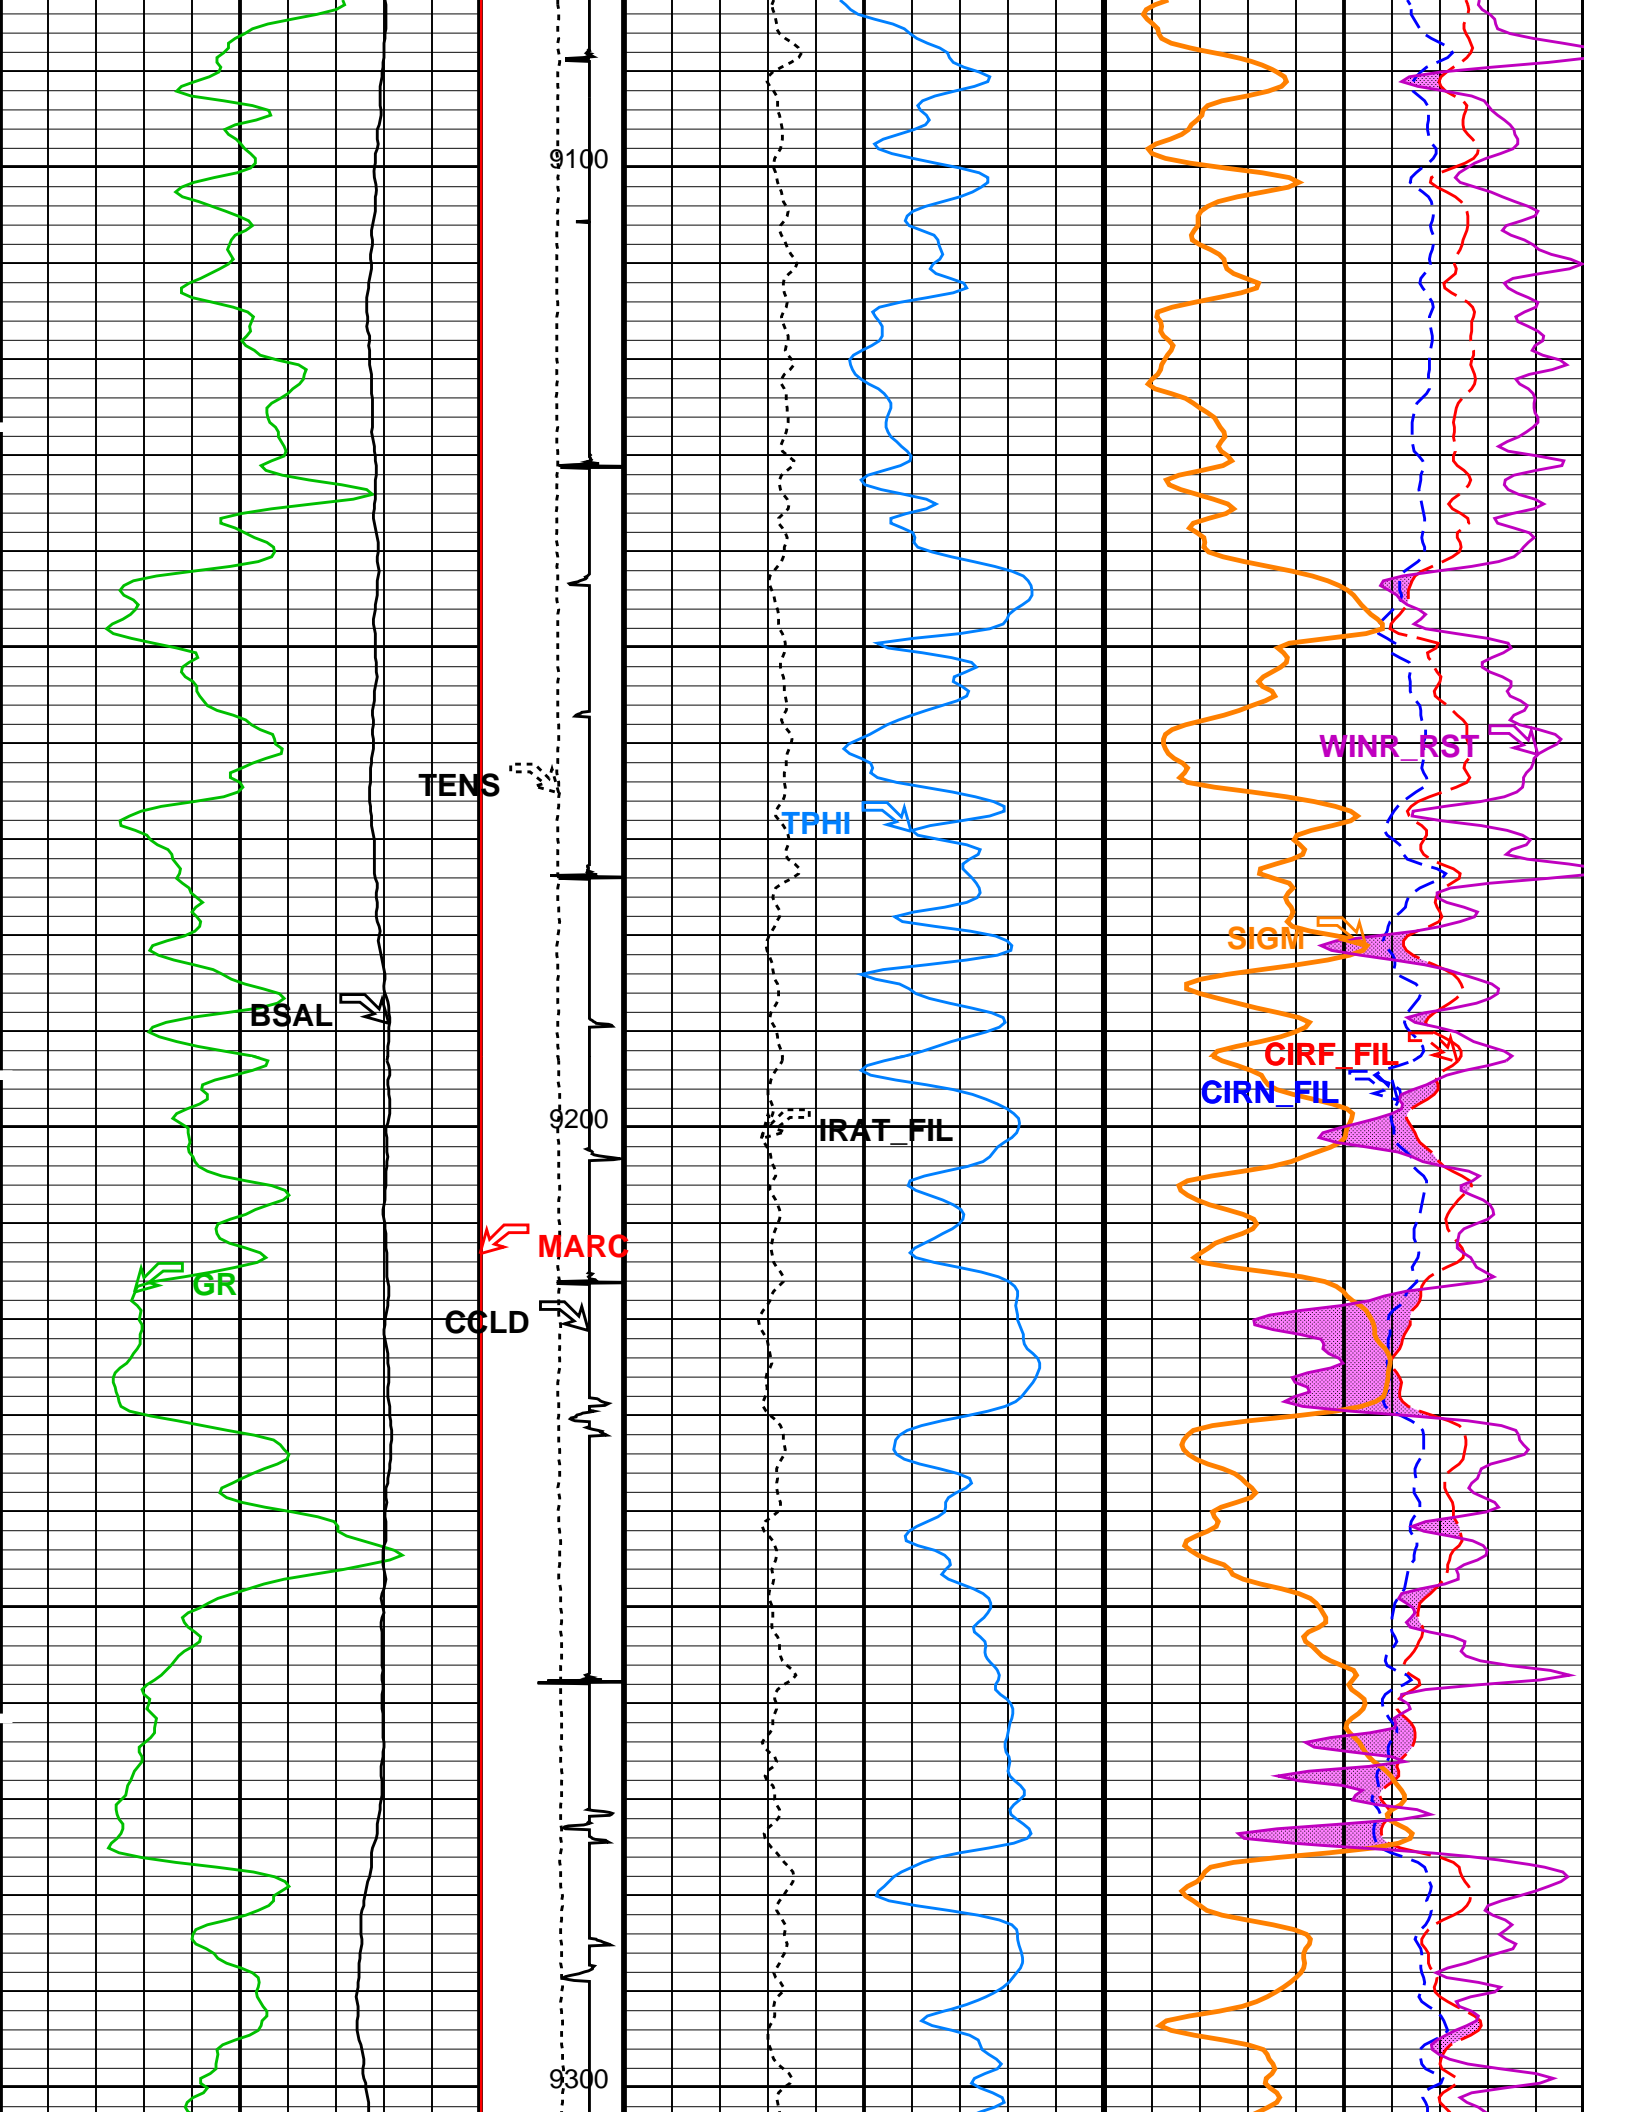 9100
WINR_RST
TENS
TPHI
SIGM
BSAL
CIRF_FIL
CIRN_FIL
9200
IRAT_FIL
MARC
GR
CCLD
9300